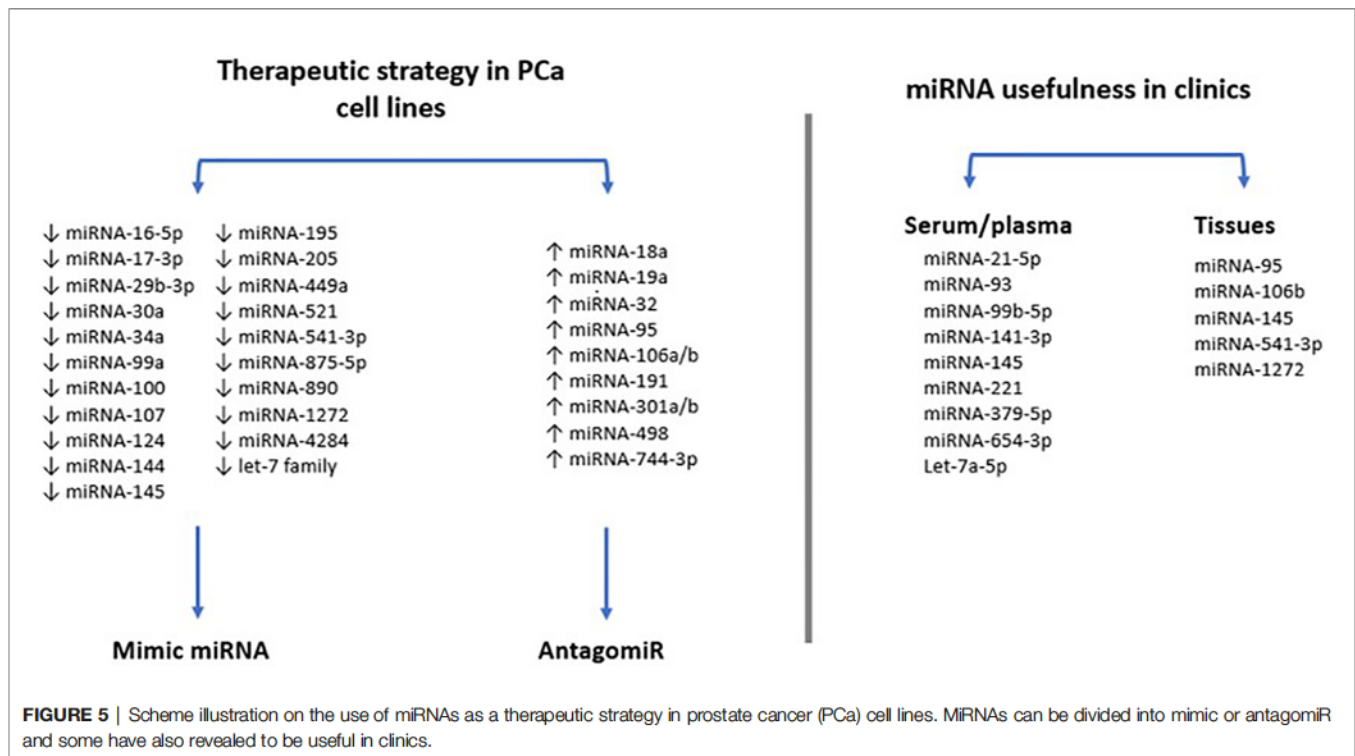 Therapeutic strategy in PCa
cell lines
↓ miRNA-16-5p
↓ miRNA-17-3p
↓ miRNA-29b-3p
↓ miRNA-30a
↓ miRNA-34a
↓ miRNA-99a
↓ miRNA-100
↓ miRNA-107
↓ miRNA-124
↓ miRNA-144
↓ miRNA-145
↓ miRNA-195
↓ miRNA-205
↓ miRNA-449a
↓ miRNA-521
↓ miRNA-541-3p
↓ miRNA-875-5p
↓ miRNA-890
↓ miRNA-1272
↓ miRNA-4284
↓ let-7 family
Mimic miRNA
↑ miRNA-18a
↑ miRNA-19a
↑ miRNA-32
↑ miRNA-95
↑ miRNA-106a/b
↑ miRNA-191
↑ miRNA-301a/b
↑ miRNA-498
↑ miRNA-744-3p
AntagomiR
miRNA usefulness in clinics
Serum/plasma
miRNA-21-5p
miRNA-93
miRNA-99b-5p
miRNA-141-3p
miRNA-145
miRNA-221
miRNA-379-5p
miRNA-654-3p
Let-7a-5p
Tissues
miRNA-95
miRNA-106b
miRNA-145
miRNA-541-3p
miRNA-1272
FIGURE 5 | Scheme illustration on the use of miRNAs as a therapeutic strategy in prostate cancer (PCa) cell lines. MiRNAs can be divided into mimic or antagomiR
and some have also revealed to be useful in clinics.